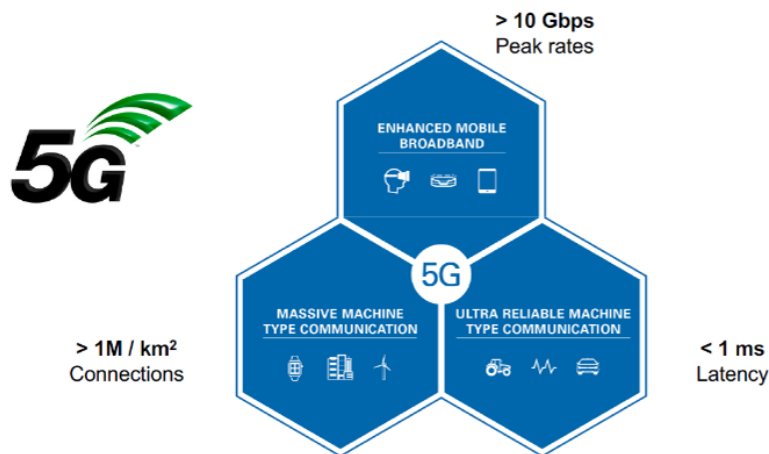 > 10 Gbps
Peak rates
5G
ENHANCED MOBILE
BROADBAND
5G
MASSIVE MACHINE
TYPE COMMUNICATION
ULTRA RELIABLE MACHINE
TYPE COMMUNICATION
> 1M / km²
Connections
< 1 ms
Latency